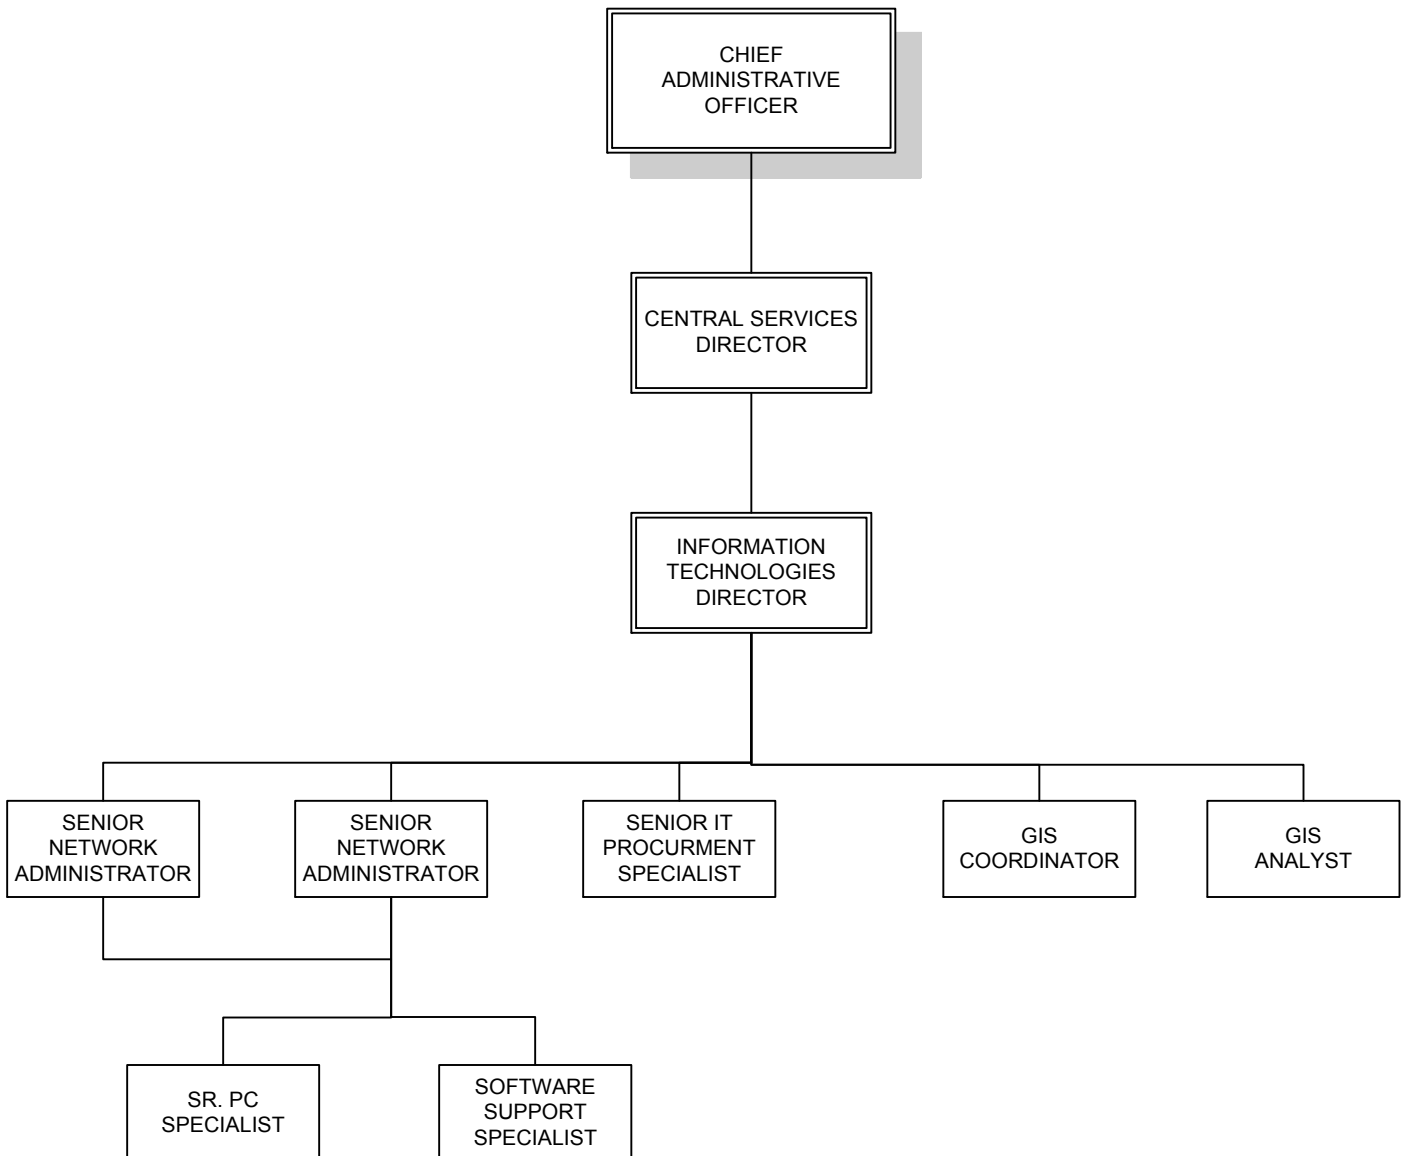 CHIEF
ADMINISTRATIVE
OFFICER
CENTRAL SERVICES
DIRECTOR
INFORMATION
TECHNOLOGIES
DIRECTOR
SENIOR
NETWORK
ADMINISTRATOR
SENIOR
NETWORK
ADMINISTRATOR
SENIOR IT
PROCURMENT
SPECIALIST
GIS
COORDINATOR
GIS
ANALYST
SR. PC
SPECIALIST
SOFTWARE
SUPPORT
SPECIALIST